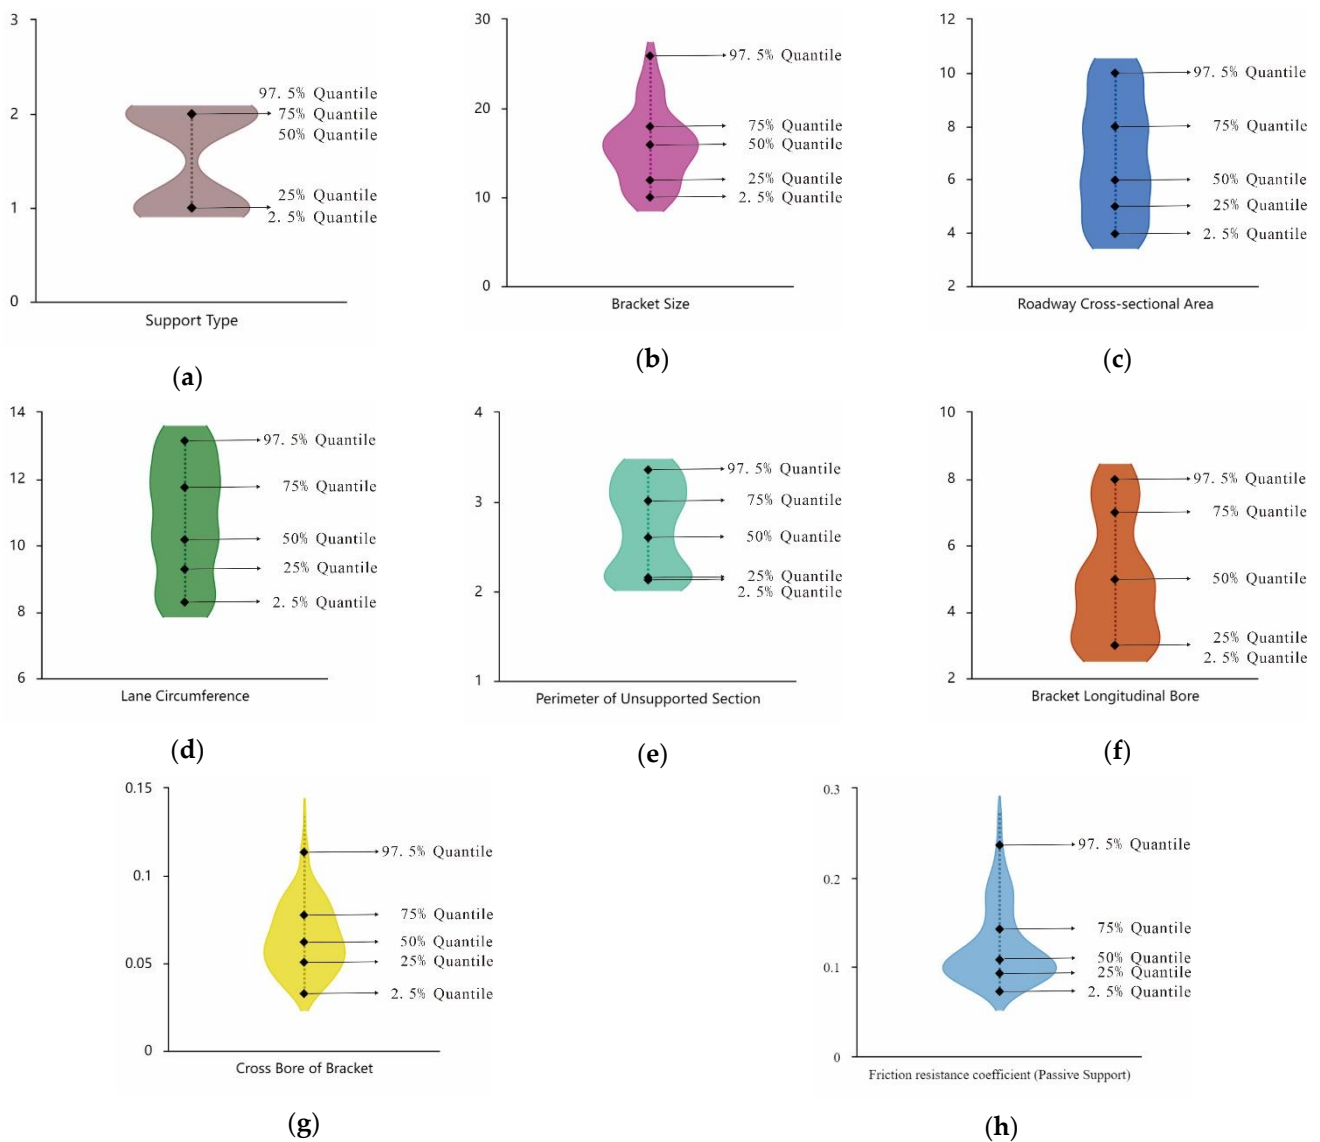 3
2
1
0
97. 5% Quantile
75% Quantile
50% Quantile
25% Quantile
2. 5% Quantile
Support Type
(a)
30
20
10
0
97. 5% Quantile
75% Quantile
50% Quantile
25% Quantile
2. 5% Quantile
Bracket Size
(b)
12
10
8
6
4
2
97. 5% Quantile
75% Quantile
50% Quantile
25% Quantile
2. 5% Quantile
Roadway Cross-sectional Area
(c)
14
12
10
8
6
97. 5% Quantile
75% Quantile
50% Quantile
25% Quantile
2. 5% Quantile
Lane Circumference
(d)
4
3
2
1
97. 5% Quantile
75% Quantile
50% Quantile
25% Quantile
2. 5% Quantile
Perimeter of Unsupported Section
(e)
10
8
6
4
2
97. 5% Quantile
75% Quantile
50% Quantile
25% Quantile
2. 5% Quantile
Bracket Longitudinal Bore
(f)
0.15
0.1
0.05
0
97. 5% Quantile
75% Quantile
50% Quantile
25% Quantile
2. 5% Quantile
Cross Bore of Bracket
(g)
0.3
0.2
0.1
0
97. 5% Quantile
75% Quantile
50% Quantile
25% Quantile
2. 5% Quantile
Friction resistance coefficient (Passive Support)
(h)